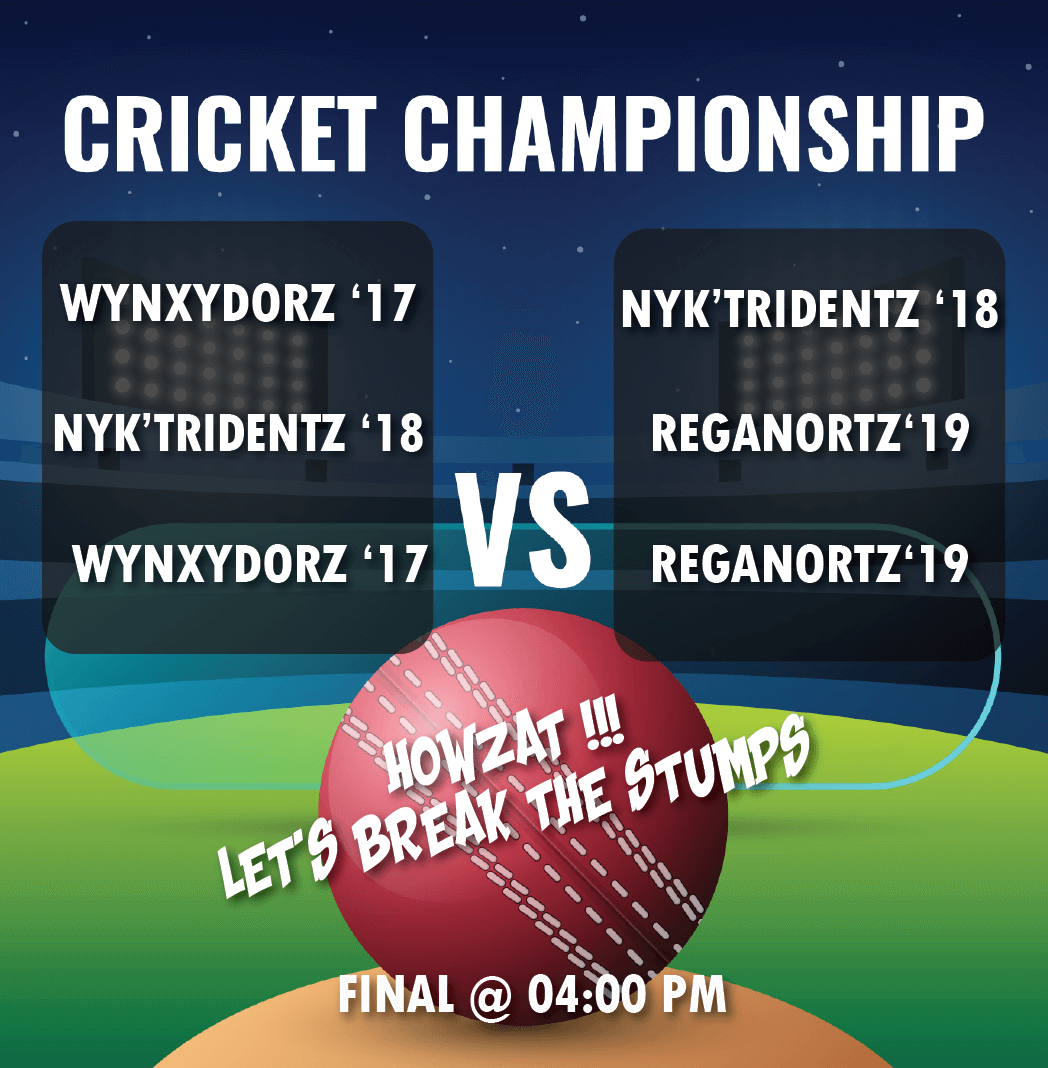 CRICKET CHAMPIONSHIP
WYNXYDORZ ‘17
NYK’TRIDENTZ ‘18
WYNXYDORZ ‘17
VS
NYK’TRIDENTZ ‘18
REGANORTZ‘19
REGANORTZ‘19
HOWZAT !!!
LET'S BREAK THE STUMPS
FINAL @ 04:00 PM